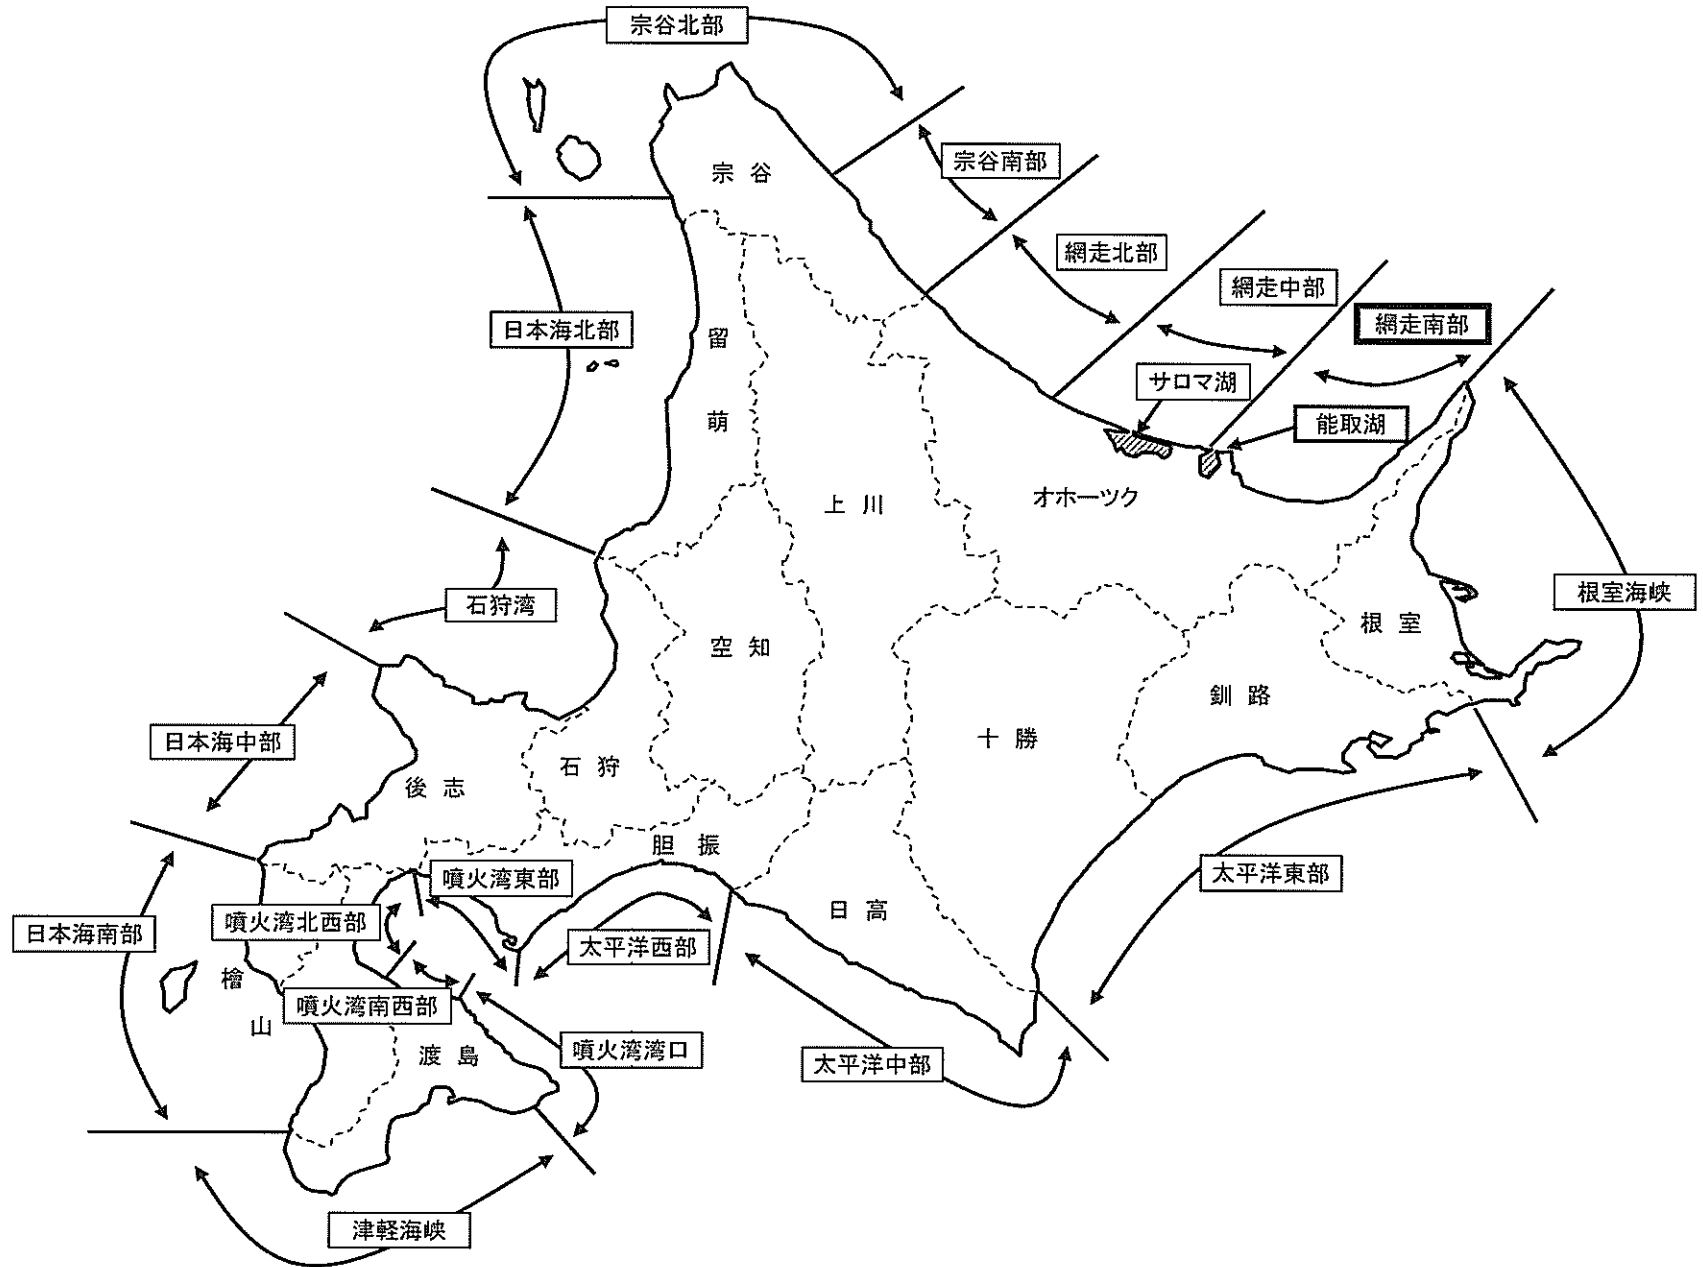 宗谷北部
宗谷南部
宗谷
網走北部
網走中部
網走南部
日本海北部
留萌
サロマ湖
能取湖
上川
オホーツク
石狩湾
根室海峡
空知
根室
釧路
日本海中部
十勝
石狩
後志
胆振
太平洋東部
噴火湾東部
日高
噴火湾北西部
日本海南部
太平洋西部
檜山
噴火湾南西部
渡島
噴火湾湾口
太平洋中部
津軽海峡